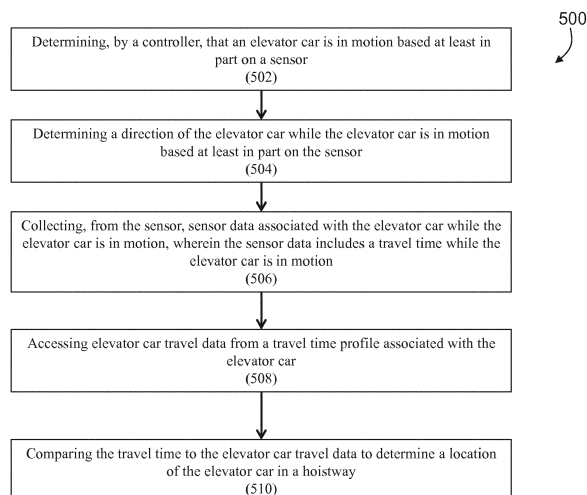 500
Determining, by a controller, that an elevator car is in motion based at least in
part on a sensor
(502)
Determining a direction of the elevator car while the elevator car is in motion
based at least in part on the sensor
(504)
Collecting, from the sensor, sensor data associated with the elevator car while the
elevator car is in motion, wherein the sensor data includes a travel time while the
elevator car is in motion
(506)
Accessing elevator car travel data from a travel time profile associated with the
elevator car
(508)
Comparing the travel time to the elevator car travel data to determine a location
of the elevator car in a hoistway
(510)